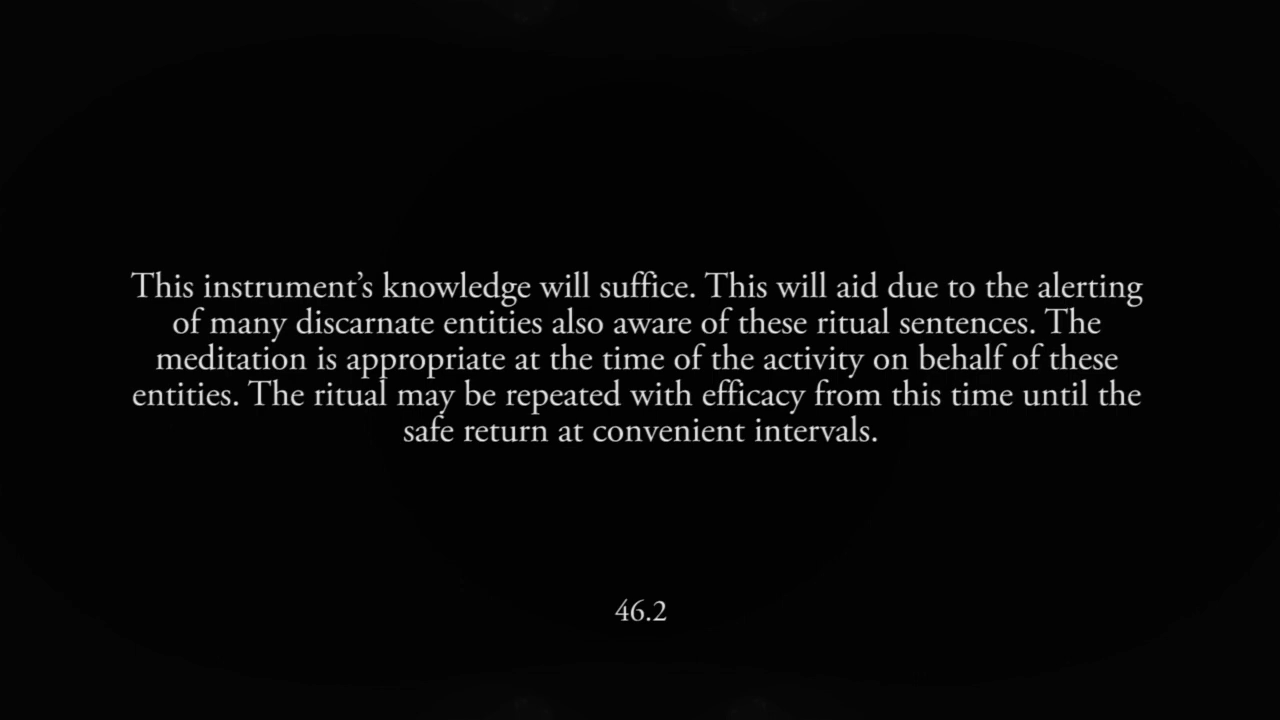 This instrument’s knowledge will suffice. This will aid due to the alerting
of many discarnate entities also aware of these ritual sentences. The
meditation is appropriate at the time of the activity on behalf of these
entities. The ritual may be repeated with efficacy from this time until the
safe return at convenient intervals.
46.2